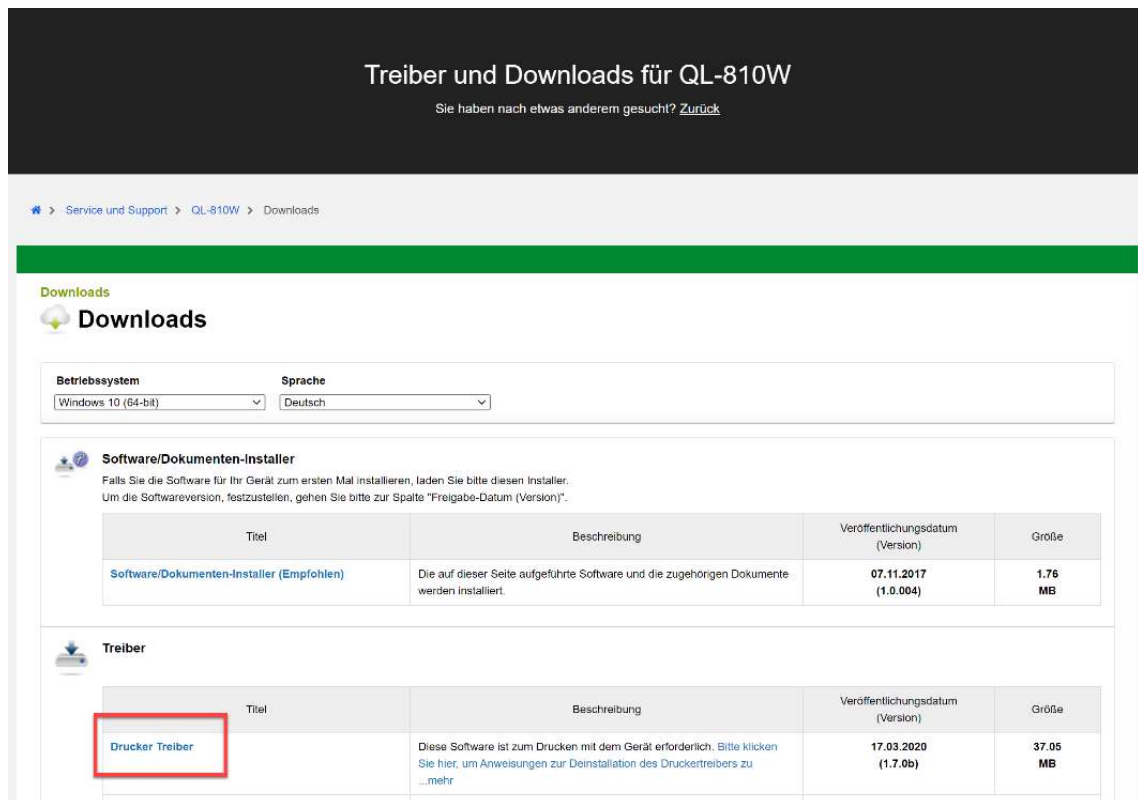 Treiber und Downloads für QL-810W
Sie haben nach etwas anderem gesucht? Zurück
> Service und Support > QL-810W > Downloads
Downloads
Downloads
Betriebssystem Sprache
Windows 10 (64-bit) Deutsch
Software/Dokumenten-Installer
Falls Sie die Software für Ihr Gerät zum ersten Mal installieren, laden Sie bitte diesen Installer.
Um die Softwareversion, festzustellen, gehen Sie bitte zur Spalte "Freigabe-Datum (Version)".
Titel Beschreibung Veröffentlichungsdatum (Version) Größe
Software/Dokumenten-Installer (Empfohlen) Die auf dieser Seite aufgeführte Software und die zugehörigen Dokumente 07.11.2017 1.76
werden installiert. (1.0.004) MB
Treiber
Titel Beschreibung Veröffentlichungsdatum (Version) Größe
Drucker Treiber Diese Software ist zum Drucken mit dem Gerät erforderlich. Bitte klicken 17.03.2020 37.05
Sie hier, um Anweisungen zur Deinstallation des Druckertreibers zu (1.7.0b) MB
...mehr